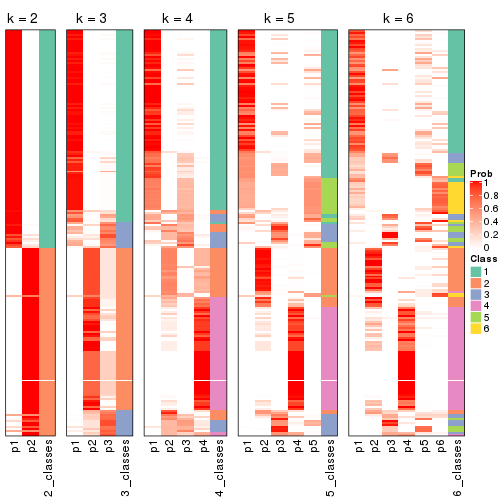 k = 2
k = 3
k = 4
k = 5
k = 6
p1
p2
2_classes
p1
p2
p3
3_classes
p1
p2
p3
p4
4_classes
p1
p2
p3
p4
p5
5_classes
p1
p2
p3
p4
p5
p6
6_classes
Prob
1
0.8
0.6
0.4
0.2
0
Class
1
2
3
4
5
6